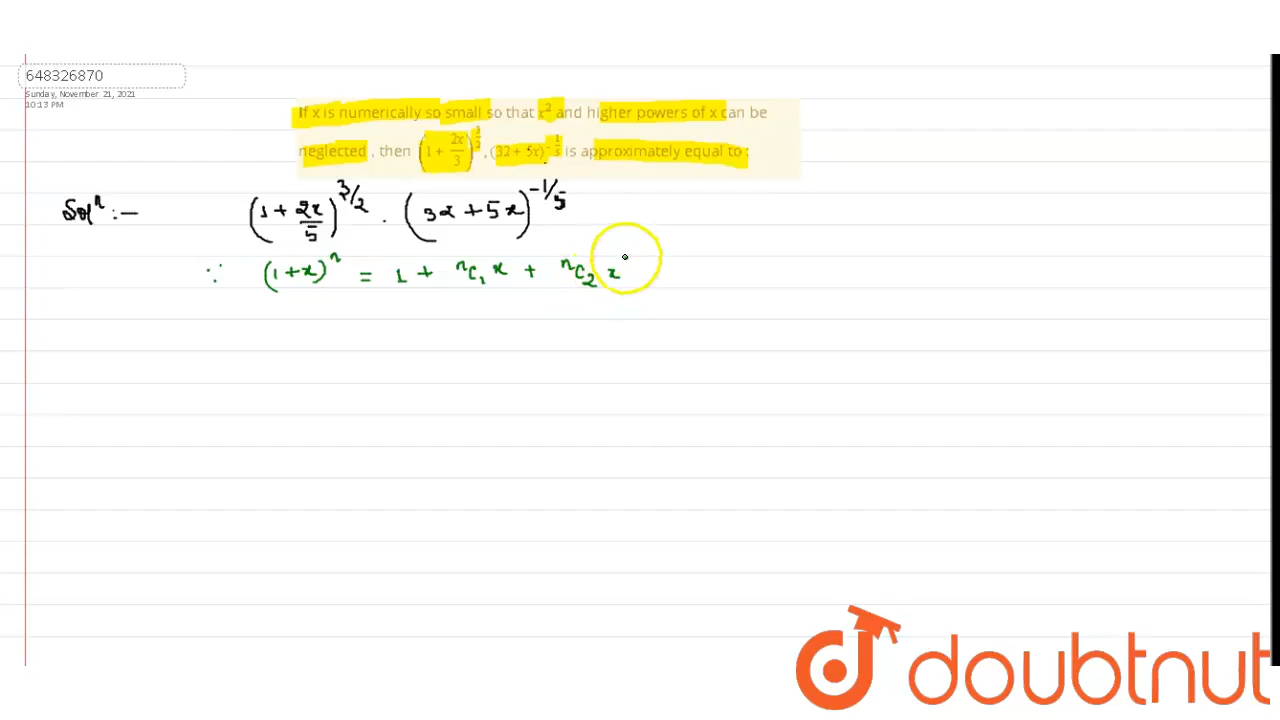 648326870
Sunday, November 21, 2021
10:13 PM
If x is numerically so small so that x² and higher powers of x can be
neglected , then (1 + 2x/3)^(3/2) , (32 + 5x)^(-1/5) is approximately equal to :
Solⁿ :- (1 + 2x/5)^(3/2) . (32 + 5x)^(-1/5)
∵ (1+x)ⁿ = 1 + ⁿC₁ x + ⁿC₂ x
doubtnut